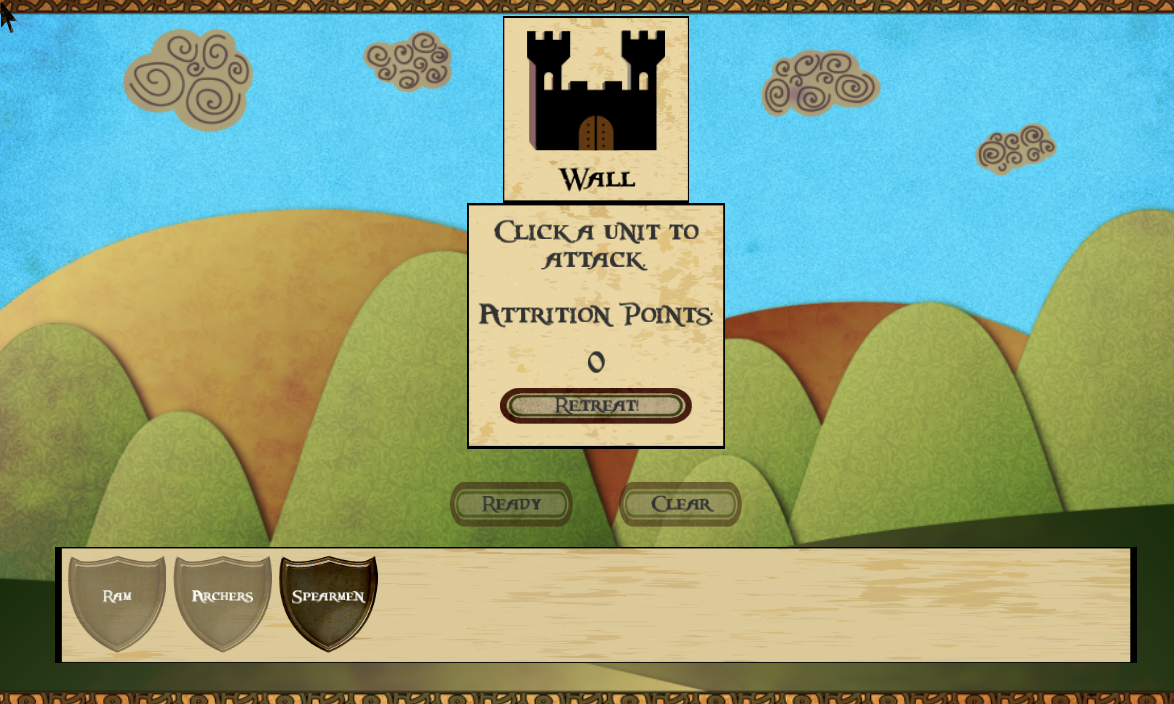 Wall
Click a unit to
attack.
Attrition Points:
0
Retreat!
Ready
Clear
Ram
Archers
Spearmen